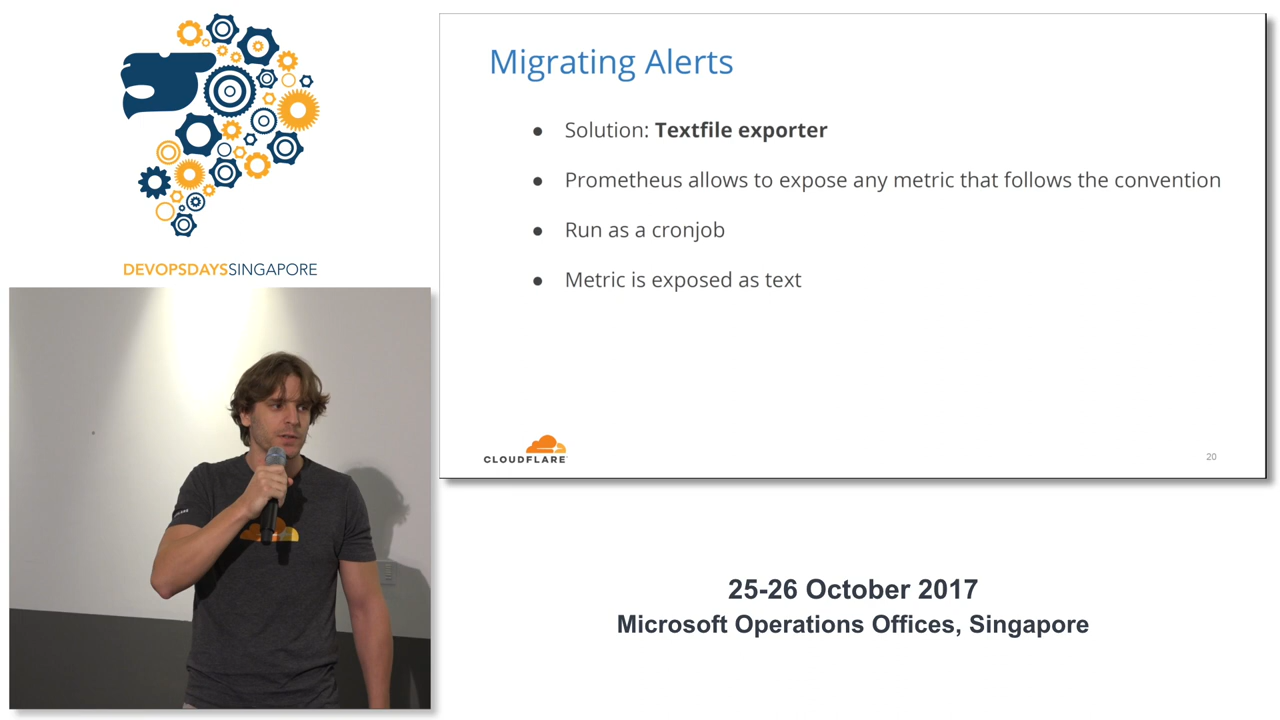 DEVOPSDAYSSINGAPORE
Migrating Alerts
● Solution: Textfile exporter
● Prometheus allows to expose any metric that follows the convention
● Run as a cronjob
● Metric is exposed as text
CLOUDFLARE
20
25-26 October 2017
Microsoft Operations Offices, Singapore